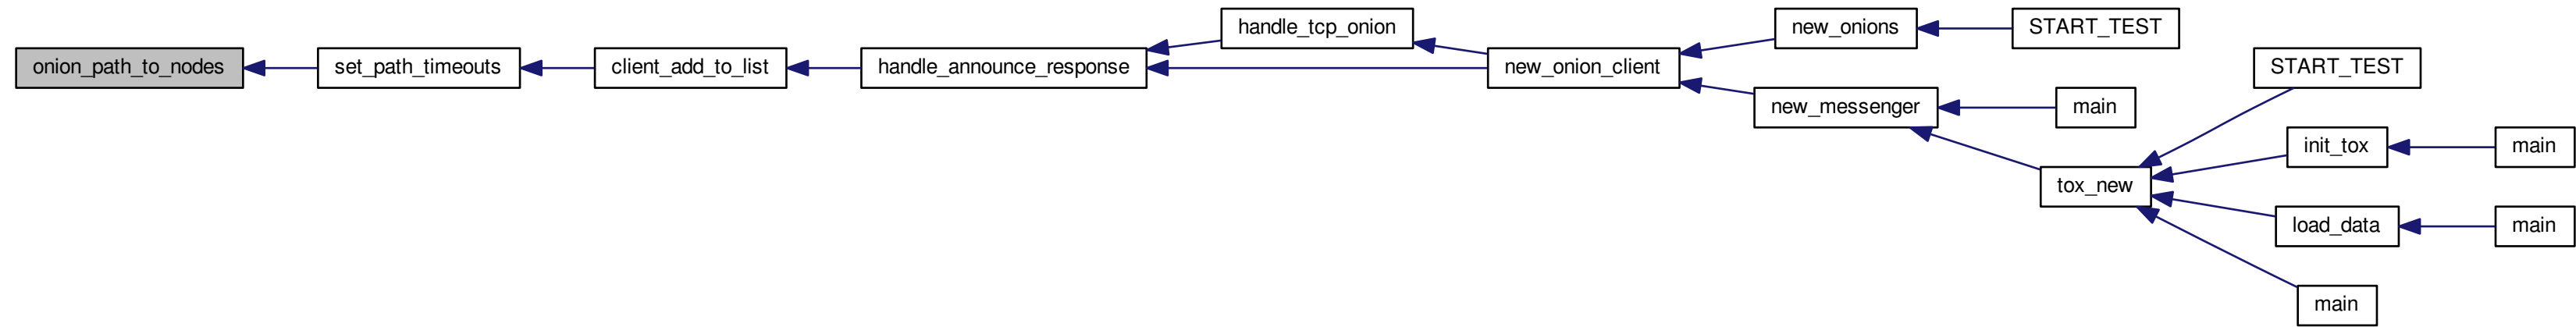 onion_path_to_nodes
set_path_timeouts
client_add_to_list
handle_announce_response
handle_tcp_onion
new_onion_client
new_onions
START_TEST
new_messenger
main
tox_new
START_TEST
init_tox
main
load_data
main
main